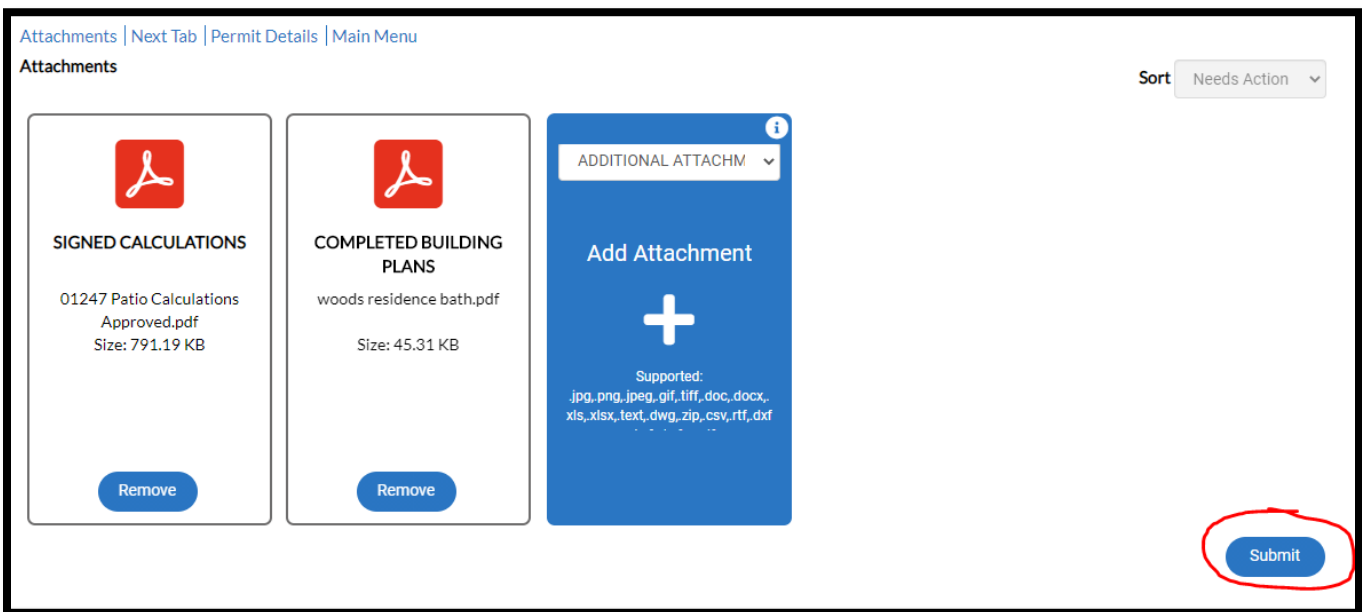 Attachments | Next Tab | Permit Details | Main Menu
Attachments
Sort Needs Action
SIGNED CALCULATIONS
01247 Patio Calculations
Approved.pdf
Size: 791.19 KB
Remove
COMPLETED BUILDING
PLANS
woods residence bath.pdf
Size: 45.31 KB
Remove
ADDITIONAL ATTACHM
Add Attachment
Supported:
.jpg,.png,.jpeg,.gif,.tiff,.doc,.docx,.
xls,.xlsx,.text,.dwg,.zip,.csv,.rtf,.dxf
Submit